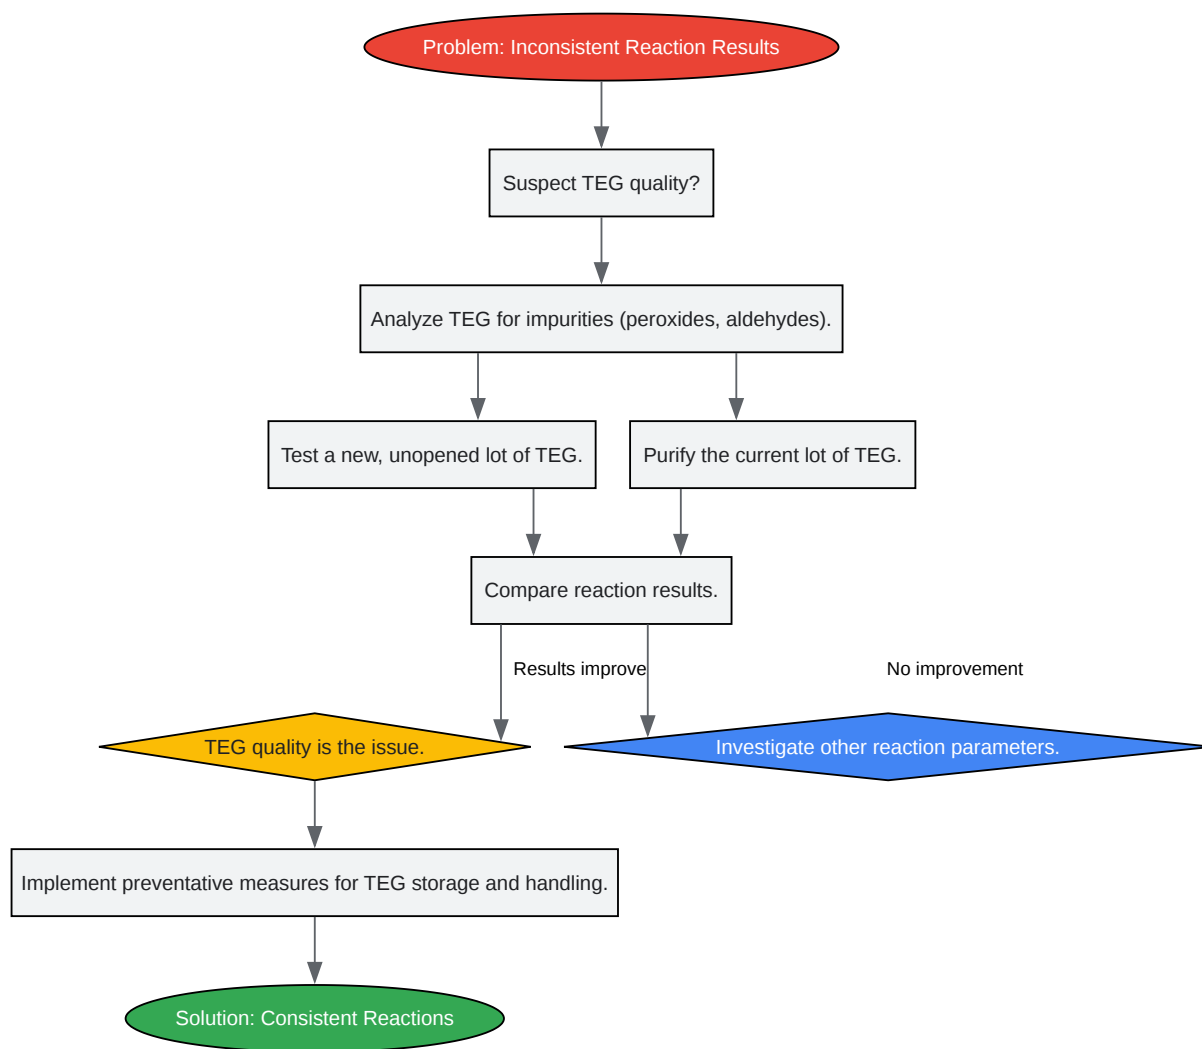 Problem: Inconsistent Reaction Results
Suspect TEG quality?
Analyze TEG for impurities (peroxides, aldehydes).
Test a new, unopened lot of TEG.
Purify the current lot of TEG.
Compare reaction results.
Results improve
No improvement
TEG quality is the issue.
Investigate other reaction parameters.
Implement preventative measures for TEG storage and handling.
Solution: Consistent Reactions